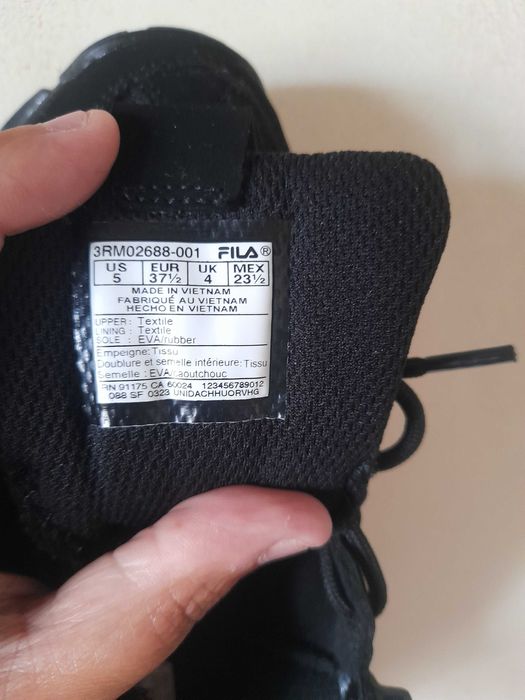 3RM02688-001 FILA®
US EUR UK MEX
5 37½ 4 23½
MADE IN VIETNAM
FABRIQUÉ AU VIETNAM
HECHO EN VIETNAM
UPPER : Textile
LINING : Textile
SOLE : EVA/rubber
Empeigne: Tissu
Doublure et semelle intérieure: Tissu
Semelle : EVA/caoutchouc
RN 91175 CA 60024 123456789012
088 SF 0323 UNIDACHHUORVHG